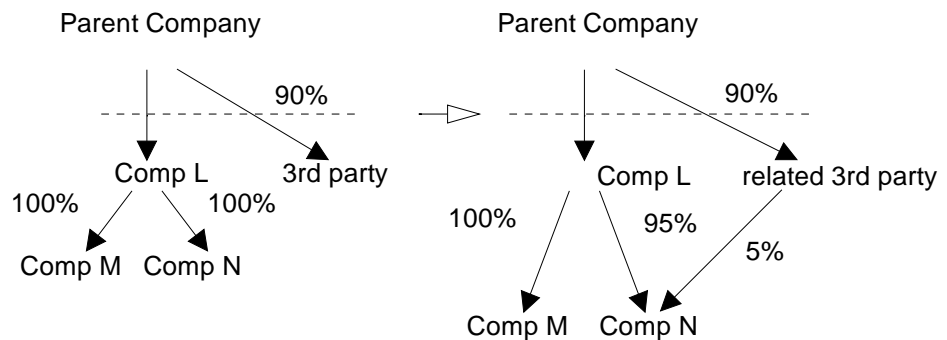 Parent Company
90%
Comp L
3rd party
100%
100%
Comp M
Comp N
Parent Company
90%
Comp L
related 3rd party
100%
95%
5%
Comp M
Comp N